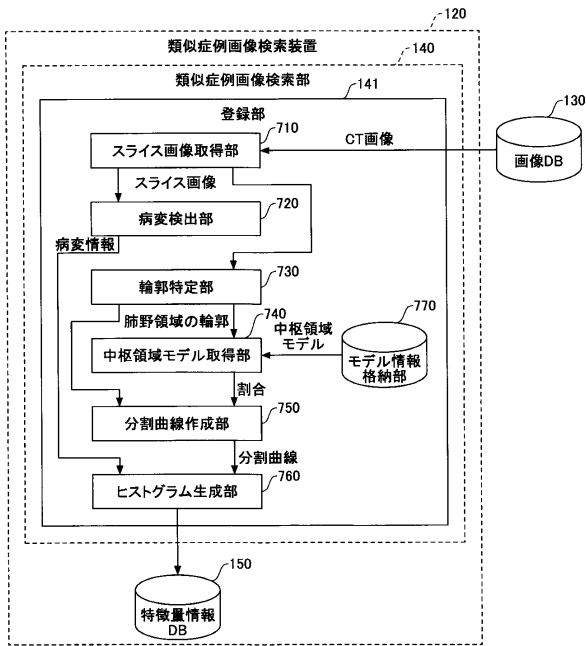 120
類似症例画像検索装置
140
類似症例画像検索部
141
登録部
710
スライス画像取得部
CT画像
130
画像DB
スライス画像
病変検出部
720
病変情報
輪郭特定部
730
肺野領域の輪郭
740
中枢領域モデル取得部
中枢領域
モデル
770
モデル情報
格納部
割合
分割曲線作成部
750
分割曲線
ヒストグラム生成部
760
150
特徴量情報
DB